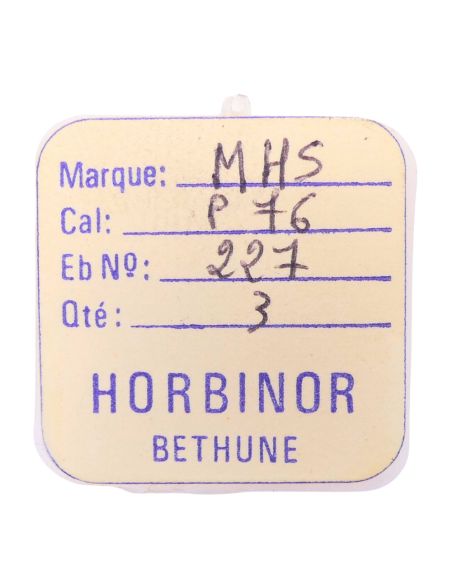 Marque: MHS
Cal: P 76
Eb Nº: 227
Qté: 3
HORBINOR
BETHUNE